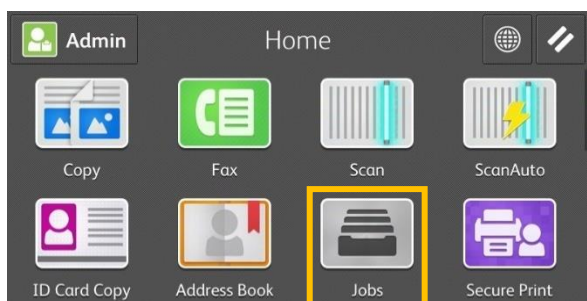 Admin
Home
Copy
Fax
Scan
ScanAuto
ID Card Copy
Address Book
Jobs
Secure Print